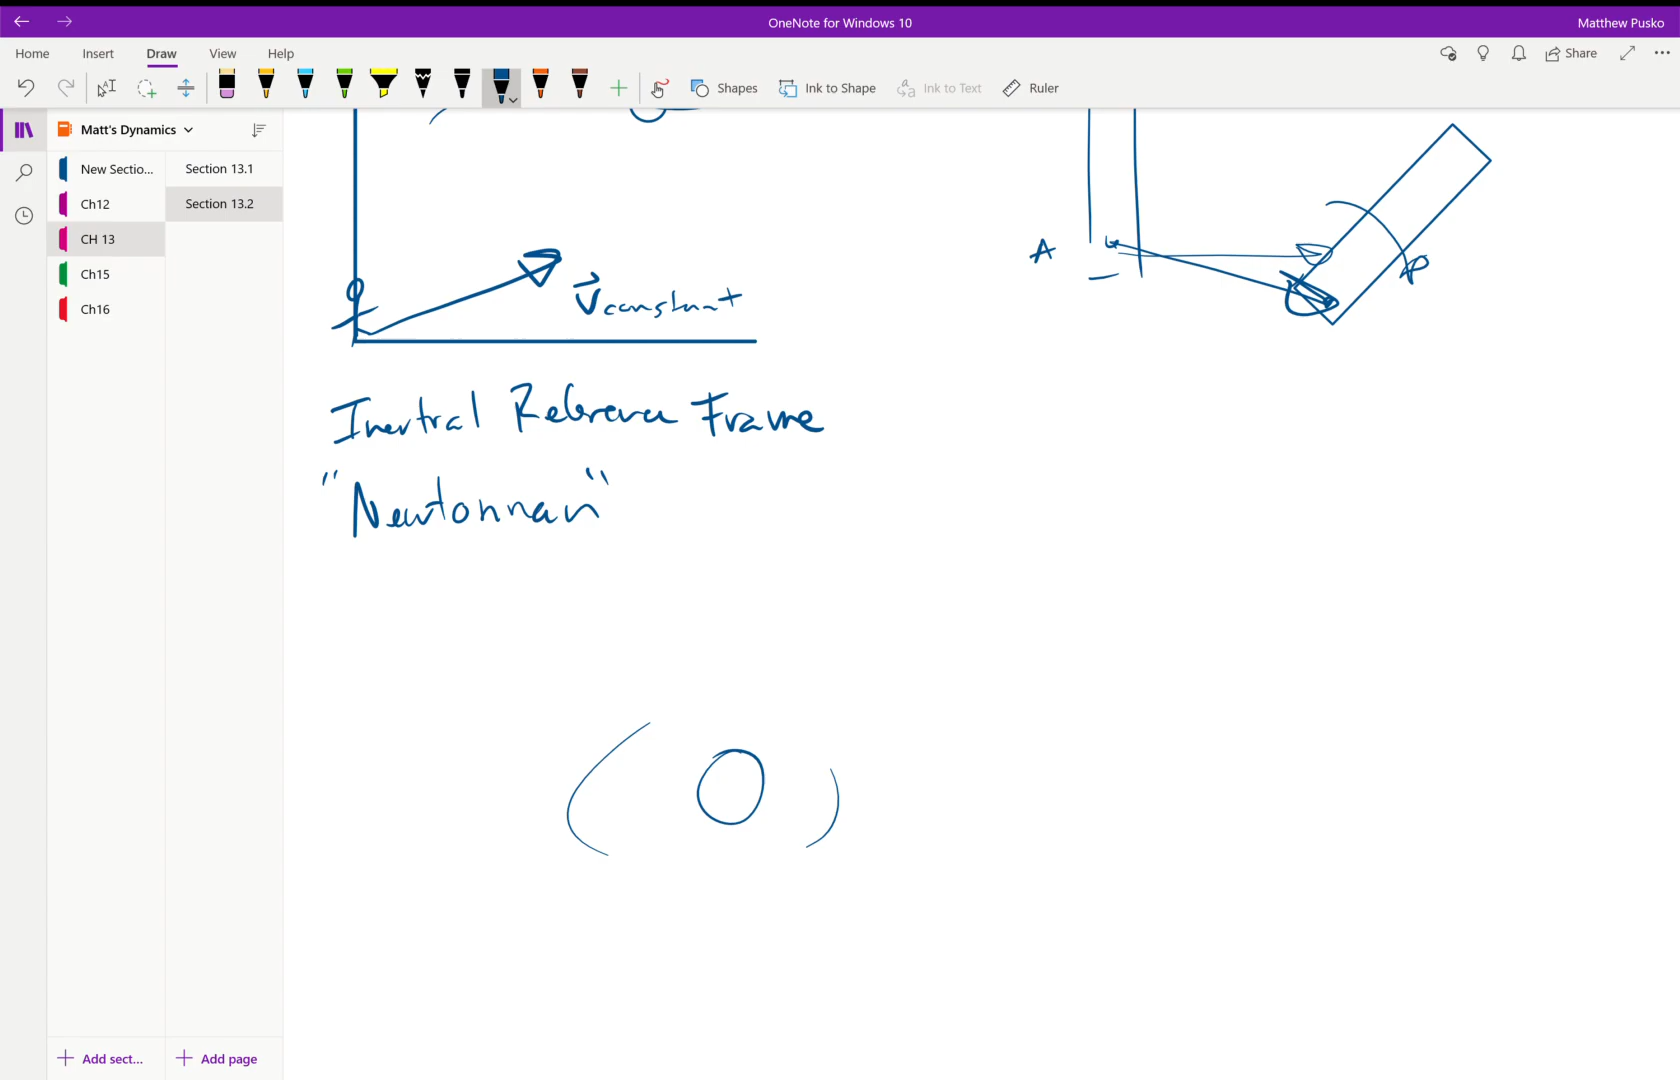 OneNote for Windows 10
Matthew Pusko
Home Insert Draw View Help
Share
Shapes Ink to Shape Ink to Text Ruler
Matt's Dynamics
New Sectio...
Ch12
CH 13
Ch15
Ch16
Section 13.1
Section 13.2
V constant
A
Inertial Reference Frame
"Newtonian"
Add sect...
Add page